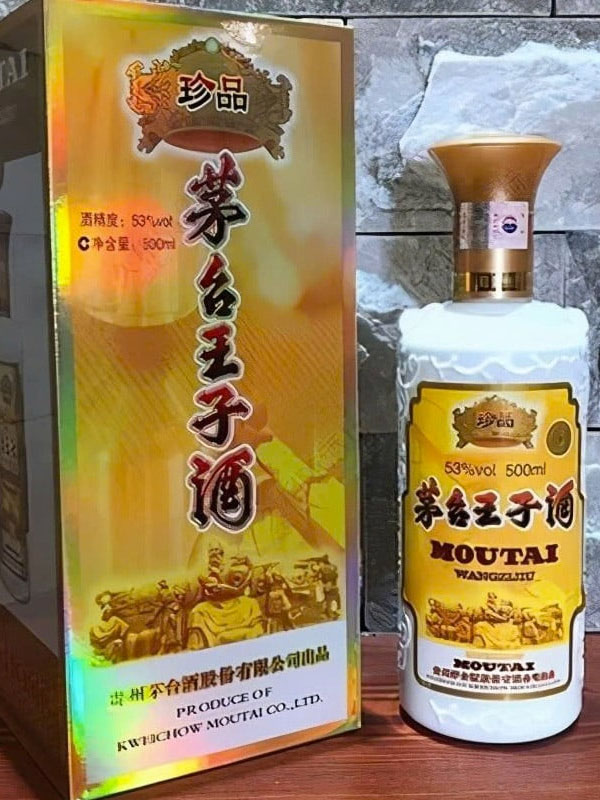 珍品
酒精度：53%vol
净含量：500ml
茅台王子酒
贵州茅台酒股份有限公司出品
PRODUCE OF
KWEICHOW MOUTAI CO.,LTD.
TAI
珍品
53%vol 500ml
茅台王子酒
MOUTAI
WANGZIJIU
MOUTAI